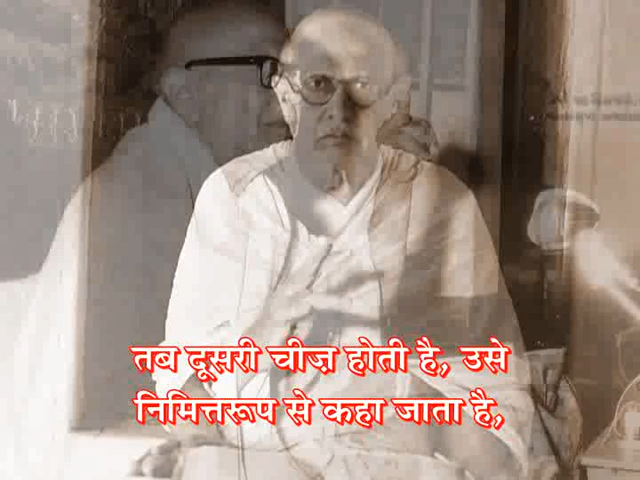 तब दूसरी चीज़ होती है, उसे
निमित्तरूप से कहा जाता है,